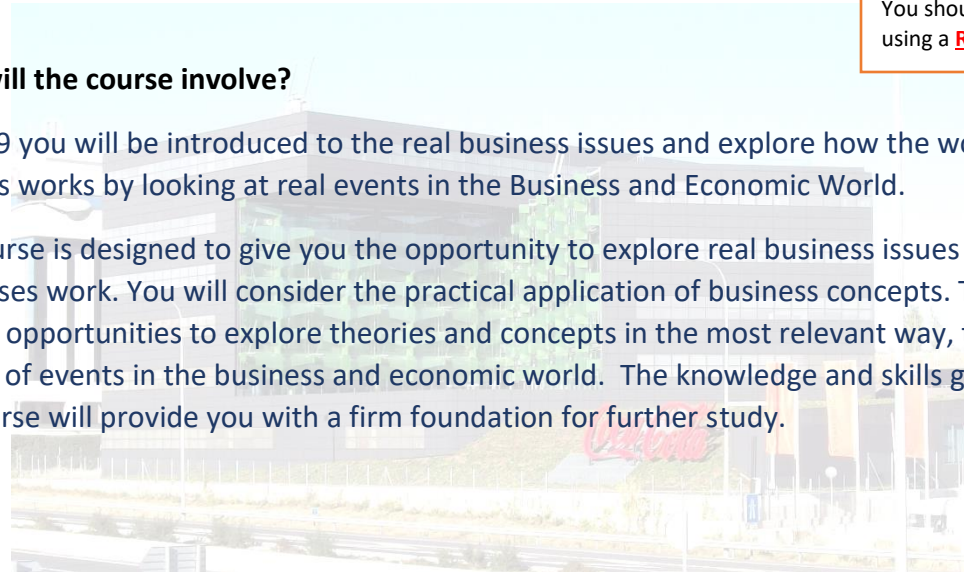 You shou
using a R
ill the course involve?
9 you will be introduced to the real business issues and explore how the wo
s works by looking at real events in the Business and Economic World.
urse is designed to give you the opportunity to explore real business issues
ses work. You will consider the practical application of business concepts. T
opportunities to explore theories and concepts in the most relevant way, t
of events in the business and economic world. The knowledge and skills g
rse will provide you with a firm foundation for further study.
Coca-Cola